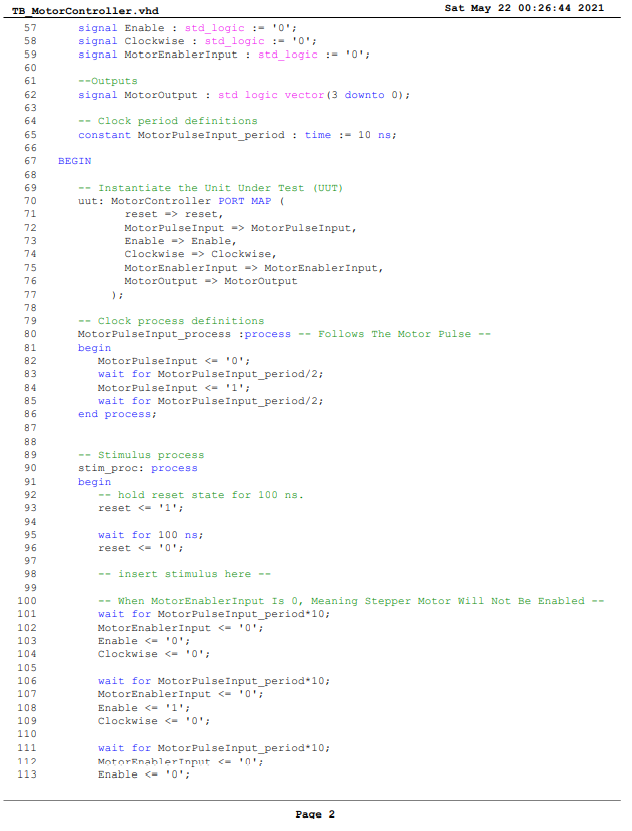 TB_MotorController.vhd Sat May 22 00:26:44 2021
57 signal Enable : std_logic := '0';
58 signal Clockwise : std_logic := '0';
59 signal MotorEnablerInput : std_logic := '0';
60
61 --Outputs
62 signal MotorOutput : std_logic_vector(3 downto 0);
63
64 -- Clock period definitions
65 constant MotorPulseInput_period : time := 10 ns;
66
67 BEGIN
68
69 -- Instantiate the Unit Under Test (UUT)
70 uut: MotorController PORT MAP (
71 reset => reset,
72 MotorPulseInput => MotorPulseInput,
73 Enable => Enable,
74 Clockwise => Clockwise,
75 MotorEnablerInput => MotorEnablerInput,
76 MotorOutput => MotorOutput
77 );
78
79 -- Clock process definitions
80 MotorPulseInput_process :process -- Follows The Motor Pulse --
81 begin
82 MotorPulseInput <= '0';
83 wait for MotorPulseInput_period/2;
84 MotorPulseInput <= '1';
85 wait for MotorPulseInput_period/2;
86 end process;
87
88
89 -- Stimulus process
90 stim_proc: process
91 begin
92 -- hold reset state for 100 ns.
93 reset <= '1';
94
95 wait for 100 ns;
96 reset <= '0';
97
98 -- insert stimulus here --
99
100 -- When MotorEnablerInput Is 0, Meaning Stepper Motor Will Not Be Enabled --
101 wait for MotorPulseInput_period*10;
102 MotorEnablerInput <= '0';
103 Enable <= '0';
104 Clockwise <= '0';
105
106 wait for MotorPulseInput_period*10;
107 MotorEnablerInput <= '0';
108 Enable <= '1';
109 Clockwise <= '0';
110
111 wait for MotorPulseInput_period*10;
112 MotorEnablerInput <= '0';
113 Enable <= '0';
Page 2